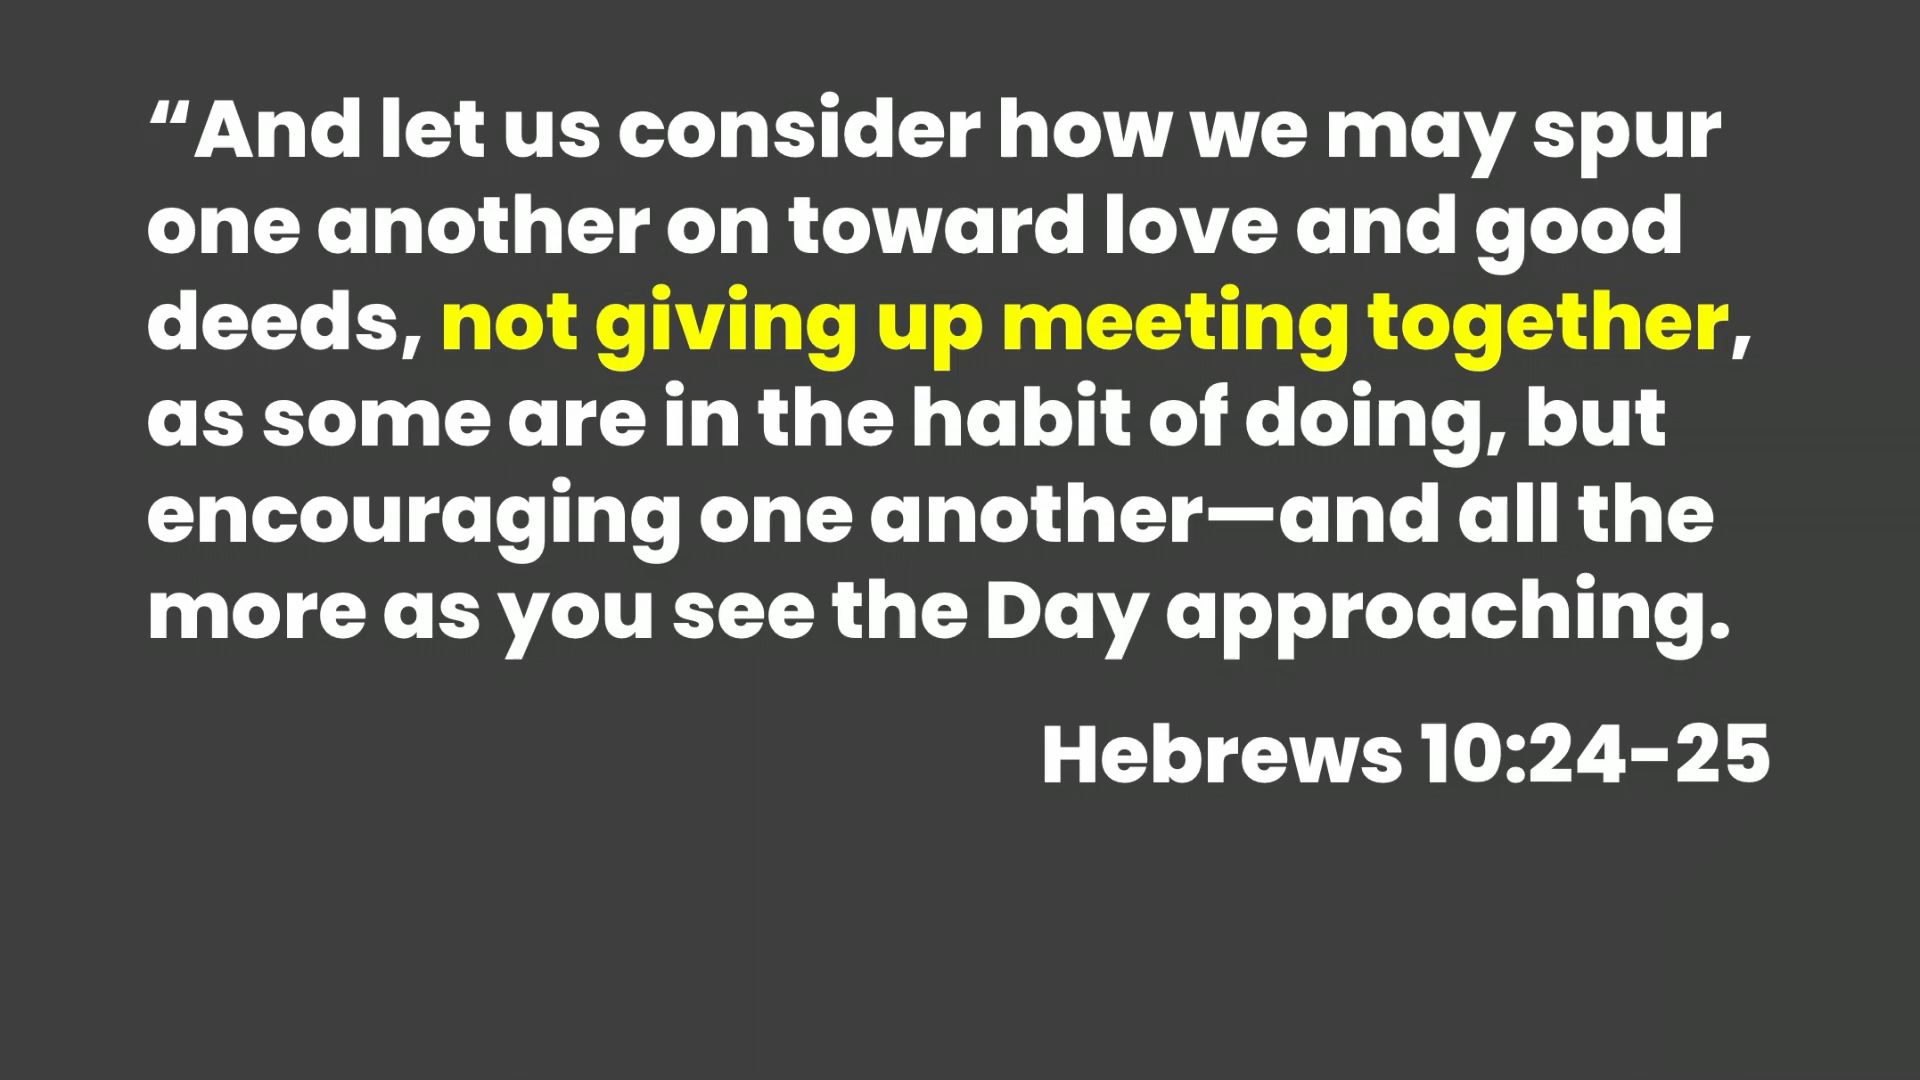 “And let us consider how we may spur
one another on toward love and good
deeds, not giving up meeting together,
as some are in the habit of doing, but
encouraging one another—and all the
more as you see the Day approaching.
Hebrews 10:24-25